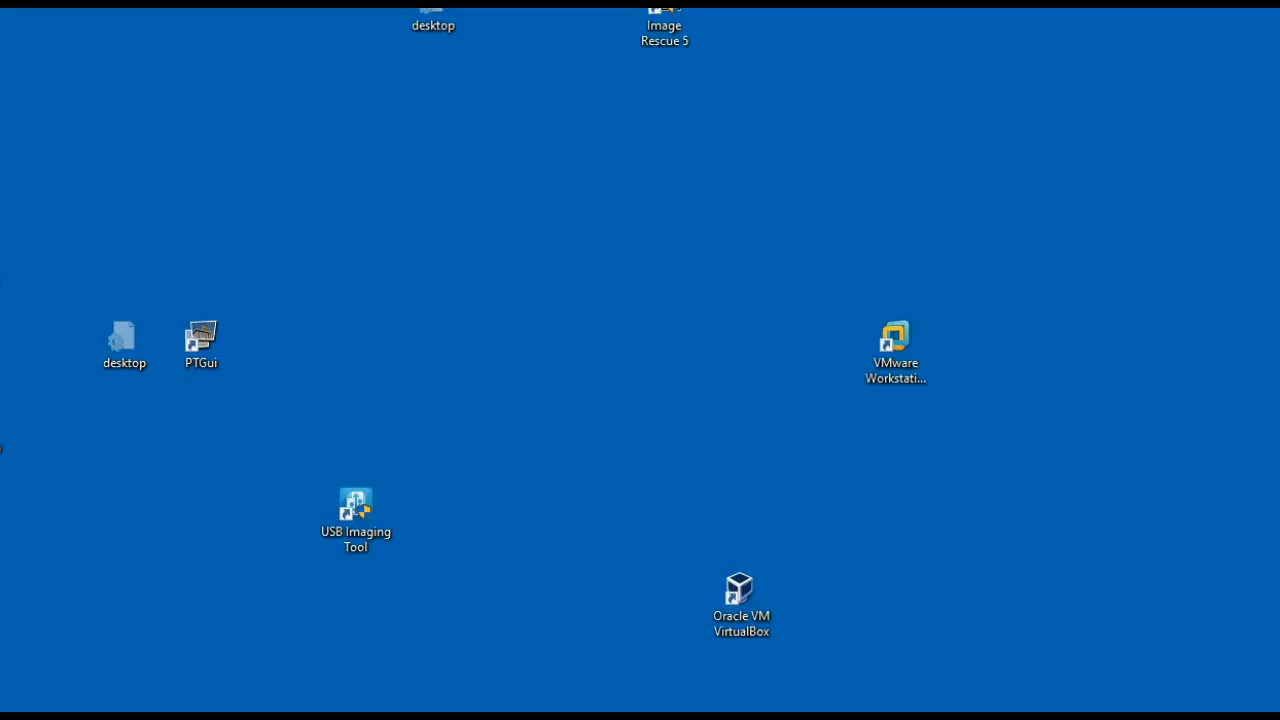 desktop
Image
Rescue 5
desktop
PTGui
VMware
Workstati...
USB Imaging
Tool
Oracle VM
VirtualBox